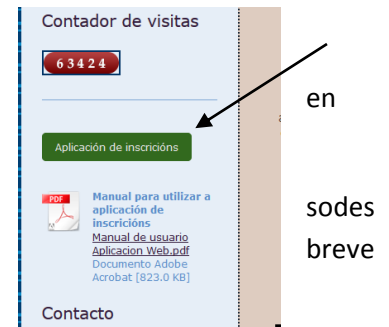 Contador de visitas
63424
Aplicación de inscricións
PDF
Manual para utilizar a
aplicación de
inscricións
Manual de usuario
Aplicacion Web.pdf
Documento Adobe
Acrobat [823.0 KB]
Contacto
en
sodes
breve